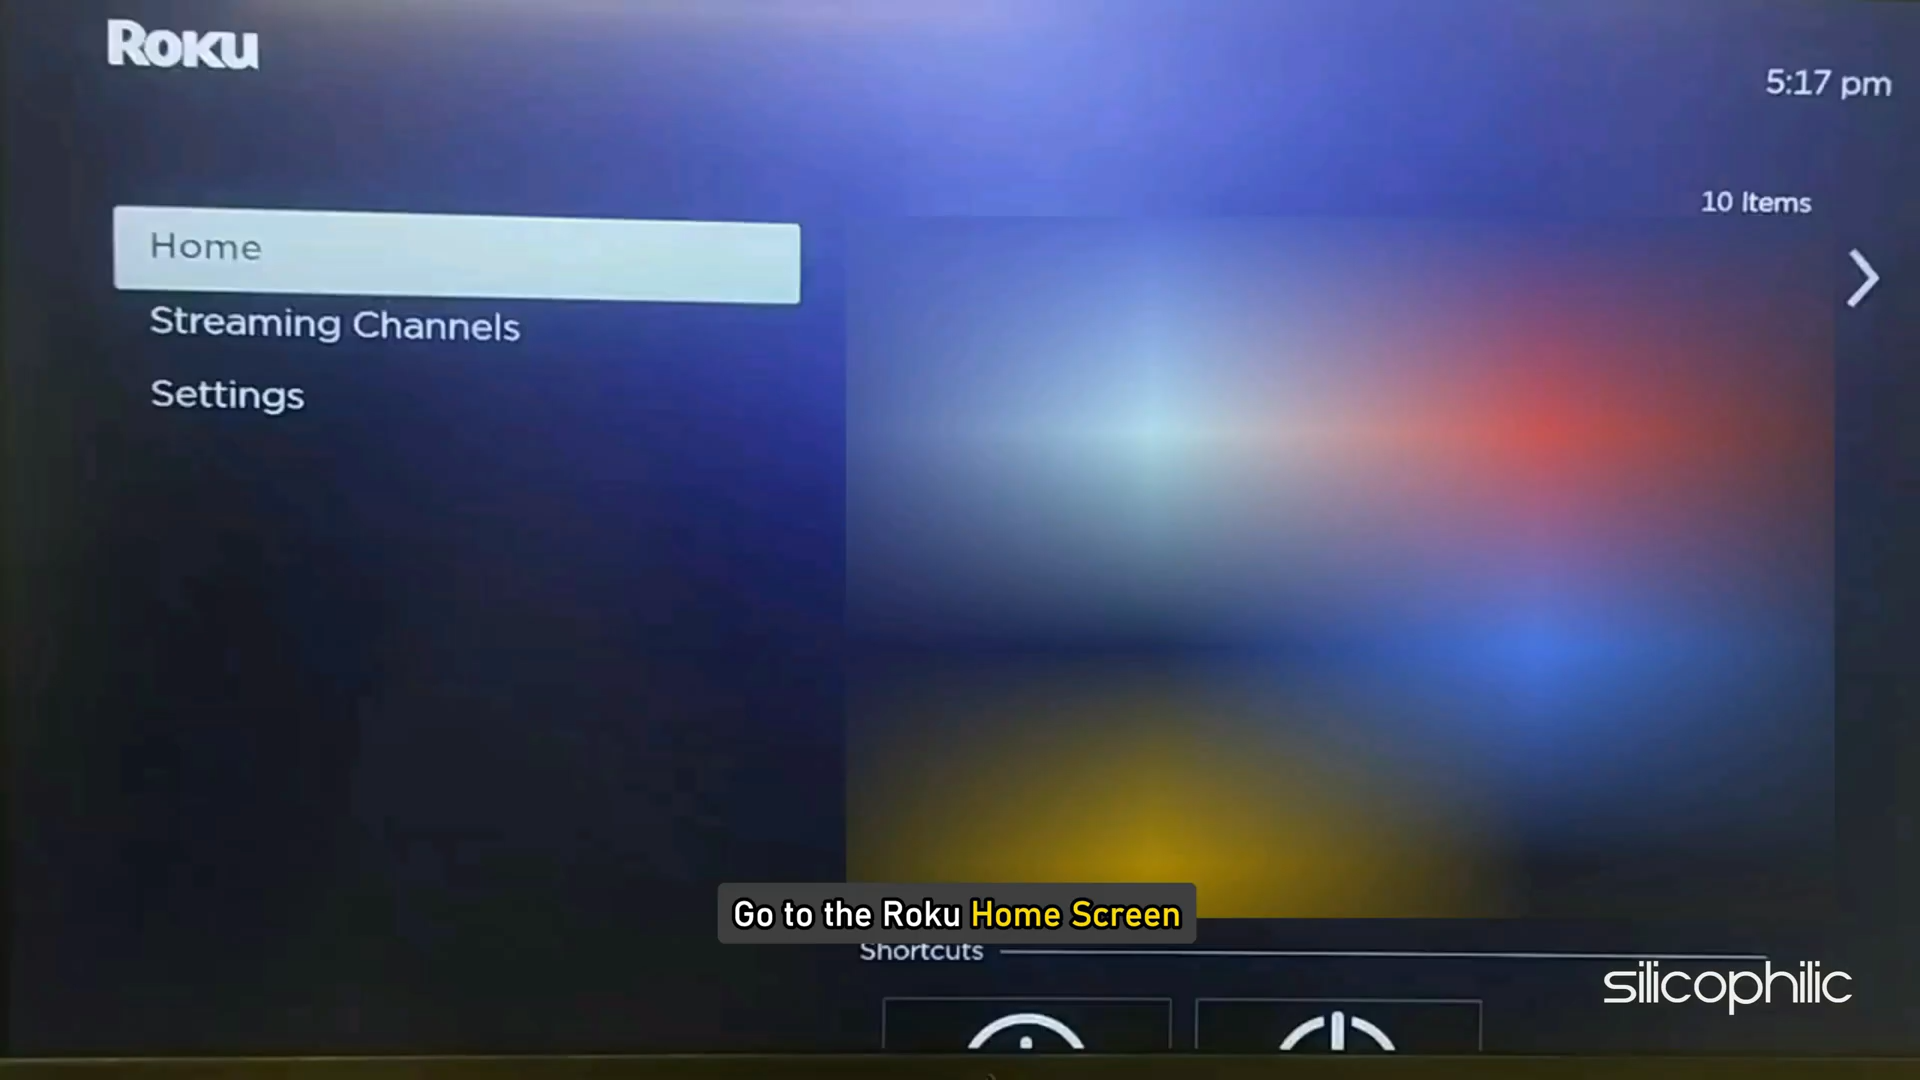 Roku
5:17 pm
10 Items
Home
Streaming Channels
Settings
Go to the Roku Home Screen
Shortcuts
silicophilic